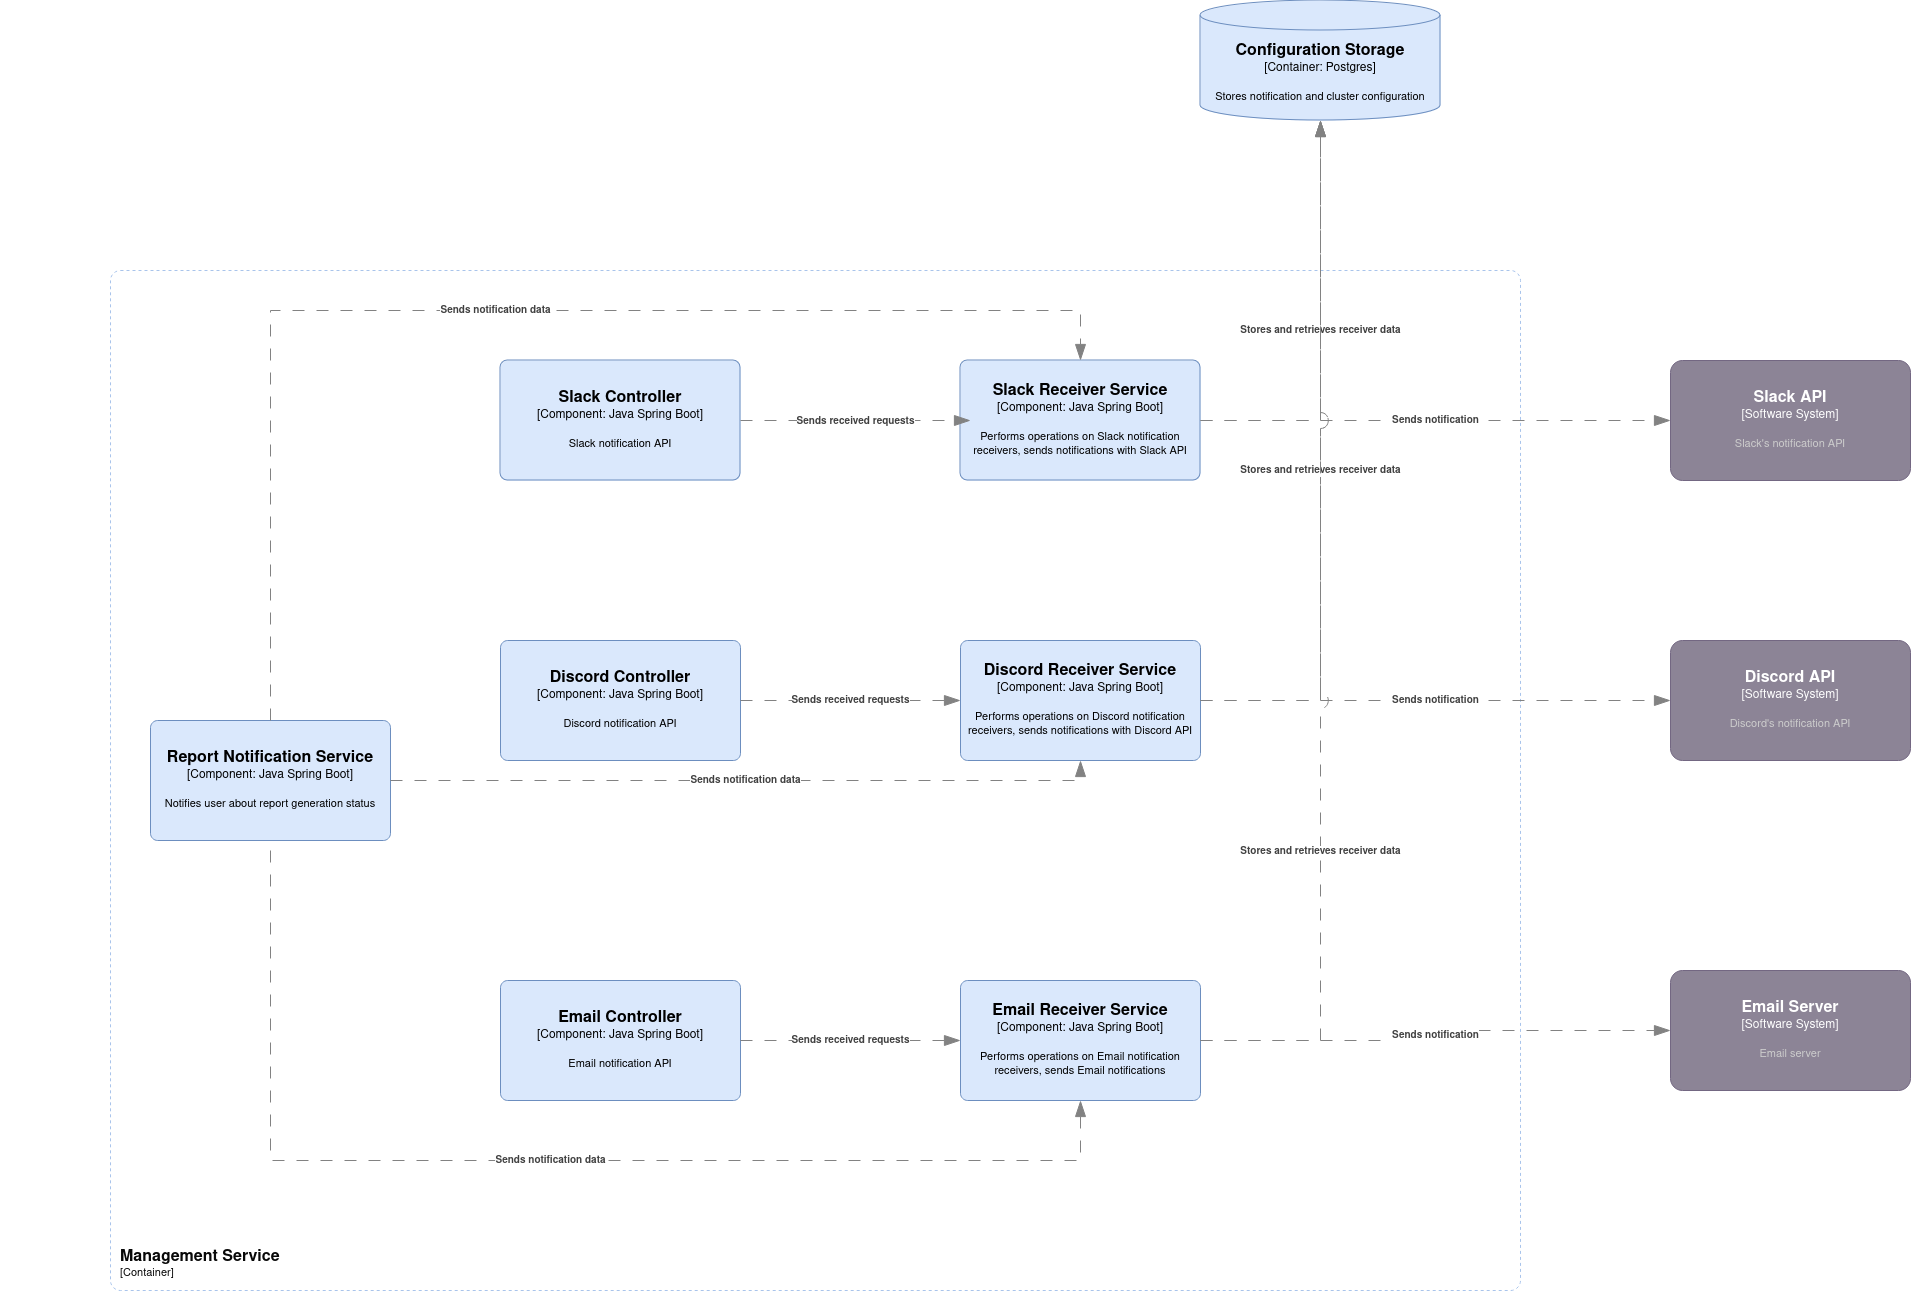 Configuration Storage
[Container: Postgres]
Stores notification and cluster configuration
Sends notification data
Stores and retrieves receiver data
Slack Controller
[Component: Java Spring Boot]
Slack notification API
Sends received requests
Slack Receiver Service
[Component: Java Spring Boot]
Performs operations on Slack notification
receivers, sends notifications with Slack API
Sends notification
Slack API
[Software System]
Slack's notification API
Stores and retrieves receiver data
Discord Controller
[Component: Java Spring Boot]
Discord notification API
Sends received requests
Discord Receiver Service
[Component: Java Spring Boot]
Performs operations on Discord notification
receivers, sends notifications with Discord API
Sends notification
Discord API
[Software System]
Discord's notification API
Report Notification Service
[Component: Java Spring Boot]
Notifies user about report generation status
Sends notification data
Stores and retrieves receiver data
Email Controller
[Component: Java Spring Boot]
Email notification API
Sends received requests
Email Receiver Service
[Component: Java Spring Boot]
Performs operations on Email notification
receivers, sends Email notifications
Sends notification
Email Server
[Software System]
Email server
Sends notification data
Management Service
[Container]